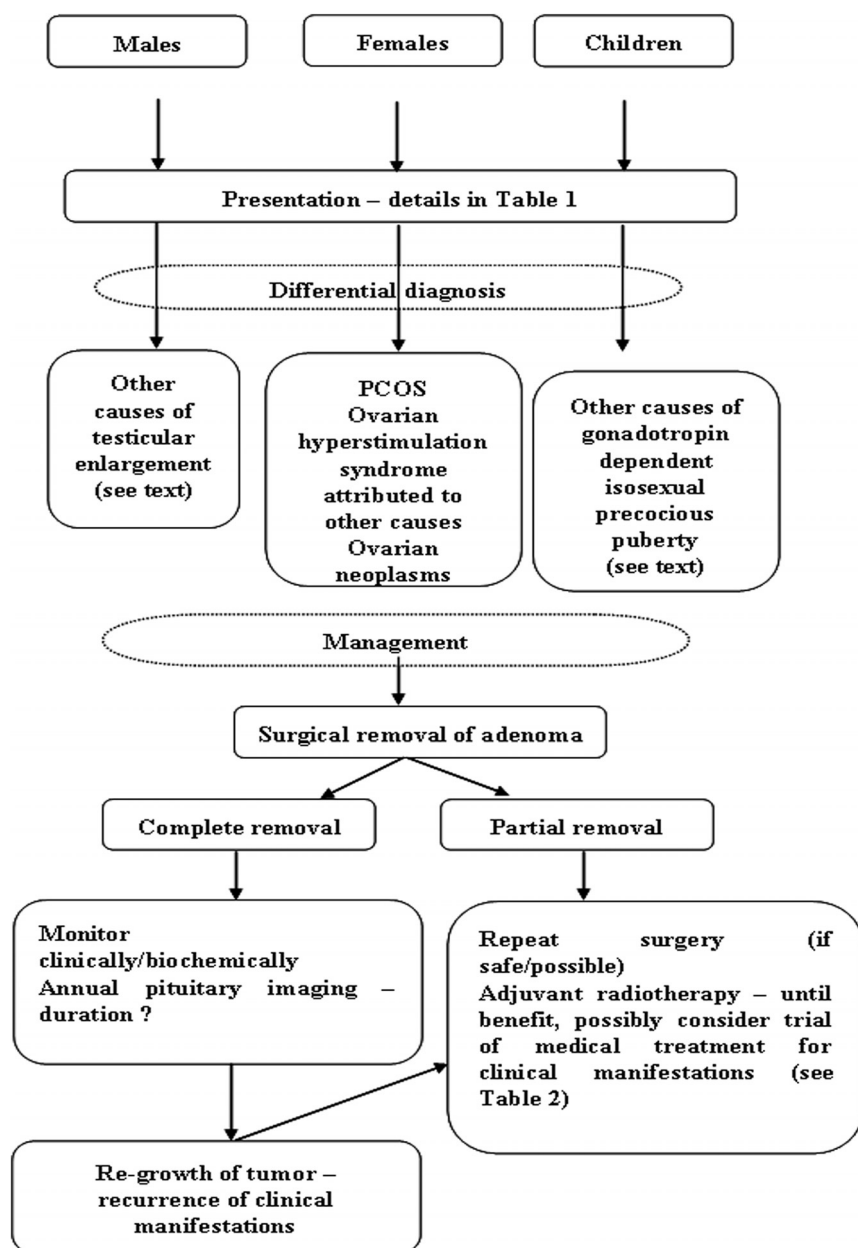 Males
Females
Children
Presentation – details in Table 1
Differential diagnosis
Other
causes of
testicular
enlargement
(see text)
PCOS
Ovarian
hyperstimulation
syndrome
attributed to
other causes
Ovarian
neoplasms
Other causes of
gonadotropin
dependent
isosexual
precocious
puberty
(see text)
Management
Surgical removal of adenoma
Complete removal
Partial removal
Monitor
clinically/biochemically
Annual pituitary imaging –
duration ?
Repeat surgery (if
safe/possible)
Adjuvant radiotherapy – until
benefit, possibly consider trial
of medical treatment for
clinical manifestations (see
Table 2)
Re-growth of tumor –
recurrence of clinical
manifestations